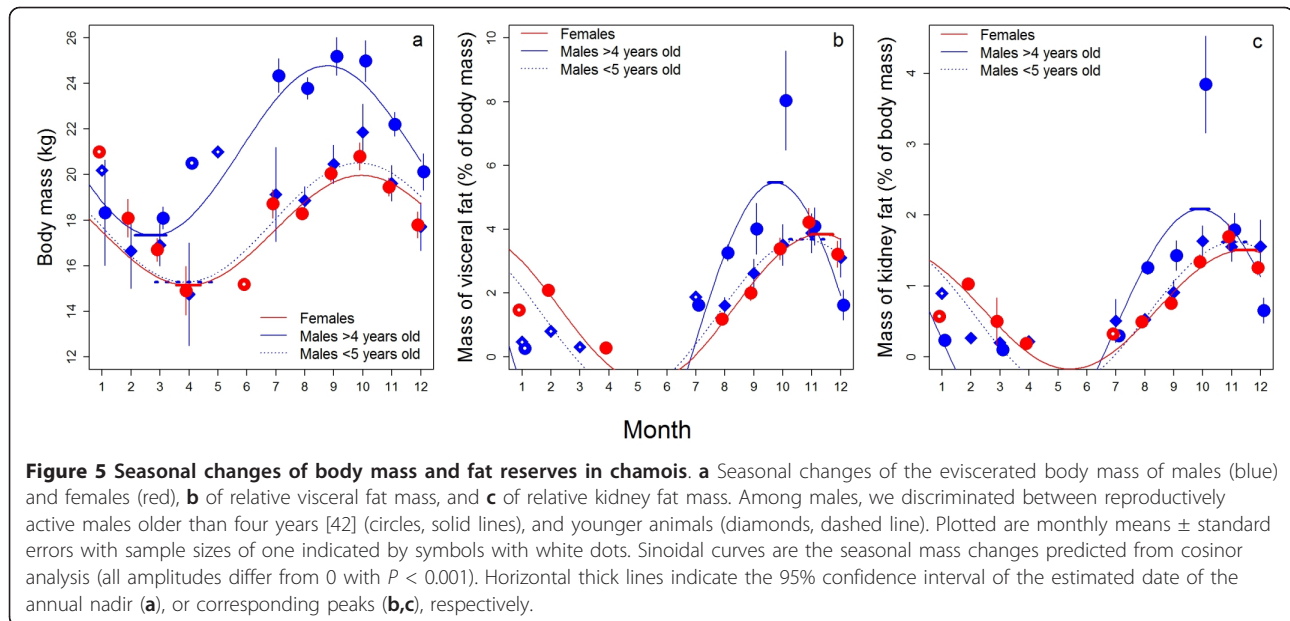 a
Body mass (kg)
26
24
22
20
18
16
14
12
Females
Males >4 years old
Males <5 years old
1 2 3 4 5 6 7 8 9 10 11 12
b
Mass of visceral fat (% of body mass)
10
8
6
4
2
0
Females
Males >4 years old
Males <5 years old
1 2 3 4 5 6 7 8 9 10 11 12
c
Mass of kidney fat (% of body mass)
4
3
2
1
0
Females
Males >4 years old
Males <5 years old
1 2 3 4 5 6 7 8 9 10 11 12
Month
Figure 5 Seasonal changes of body mass and fat reserves in chamois. a Seasonal changes of the eviscerated body mass of males (blue)
and females (red), b of relative visceral fat mass, and c of relative kidney fat mass. Among males, we discriminated between reproductively
active males older than four years [42] (circles, solid lines), and younger animals (diamonds, dashed line). Plotted are monthly means ± standard
errors with sample sizes of one indicated by symbols with white dots. Sinoidal curves are the seasonal mass changes predicted from cosinor
analysis (all amplitudes differ from 0 with P < 0.001). Horizontal thick lines indicate the 95% confidence interval of the estimated date of the
annual nadir (a), or corresponding peaks (b,c), respectively.